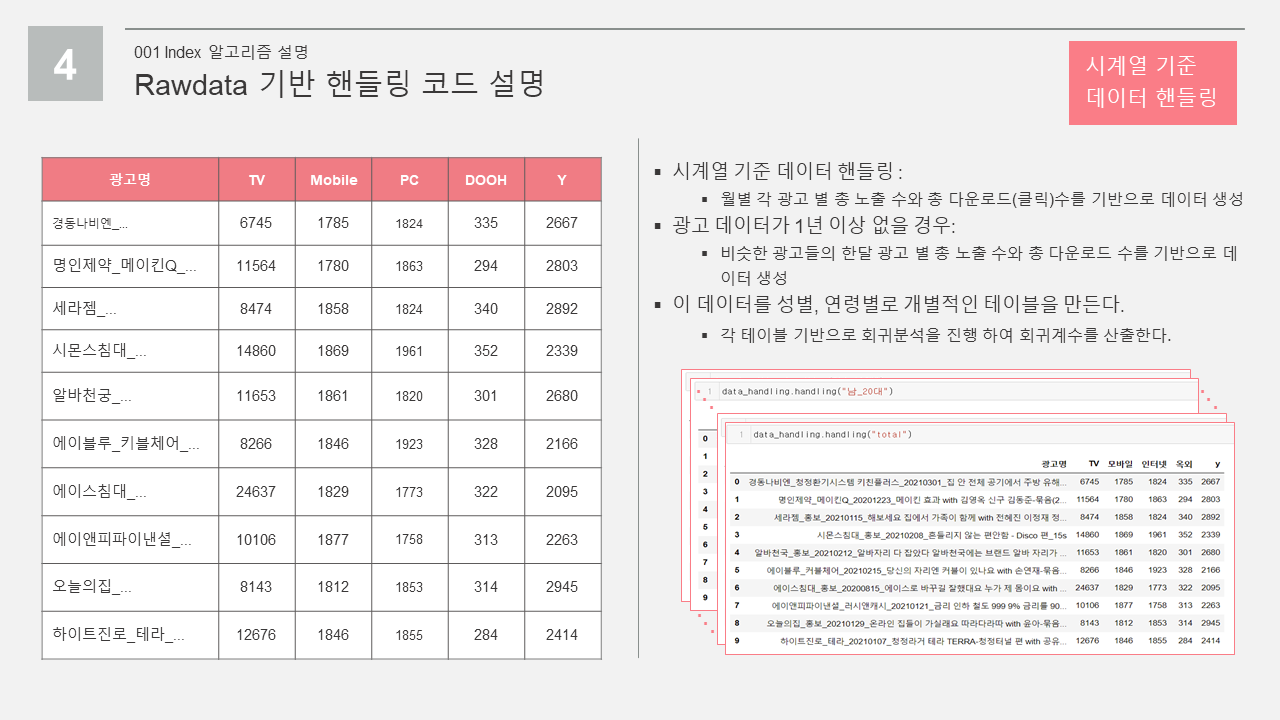 4
001 Index 알고리즘 설명
Rawdata 기반 핸들링 코드 설명
시계열 기준
데이터 핸들링
광고명 TV Mobile PC DOOH Y
경동나비엔_... 6745 1785 1824 335 2667
명인제약_메이킨Q_... 11564 1780 1863 294 2803
세라젬_... 8474 1858 1824 340 2892
시몬스침대_... 14860 1869 1961 352 2339
알바천궁_... 11653 1861 1820 301 2680
에이블루_키블체어_... 8266 1846 1923 328 2166
에이스침대_... 24637 1829 1773 322 2095
에이앤피파이낸셜_... 10106 1877 1758 313 2263
오늘의집_... 8143 1812 1853 314 2945
하이트진로_테라_... 12676 1846 1855 284 2414
▪ 시계열 기준 데이터 핸들링 :
▪ 월별 각 광고 별 총 노출 수와 총 다운로드(클릭)수를 기반으로 데이터 생성
▪ 광고 데이터가 1년 이상 없을 경우:
▪ 비슷한 광고들의 한달 광고 별 총 노출 수와 총 다운로드 수를 기반으로 데
이터 생성
▪ 이 데이터를 성별, 연령별로 개별적인 테이블을 만든다.
▪ 각 테이블 기반으로 회귀분석을 진행 하여 회귀계수를 산출한다.
1 data_handling.handling("남_20대")
0
1
2
3
4
5
6
7
8
9
1 data_handling.handling("total")
광고명 TV 모바일 인터넷 옥외 y
0 경동나비엔_청정환기시스템 키친플러스_20210301_집 안 전체 공기에서 주방 유해... 6745 1785 1824 335 2667
1 명인제약_메이킨Q_20201223_메이킨 효과 with 김영옥 신구 김동준-묶음(2... 11564 1780 1863 294 2803
2 세라젬_홍보_20210115_해보세요 집에서 가족이 함께 with 전혜진 이정재 정... 8474 1858 1824 340 2892
3 시몬스침대_홍보_20210208_흔들리지 않는 편안함 - Disco 편_15s 14860 1869 1961 352 2339
4 알바천국_홍보_20210212_알바자리 다 잡았다 알바천국에는 브랜드 알바 자리가 ... 11653 1861 1820 301 2680
5 에이블루_커블체어_20210215_당신의 자리엔 커블이 있나요 with 손연재-묶음... 8266 1846 1923 328 2166
6 에이스침대_홍보_20200815_에이스로 바꾸길 잘했대요 누가 제 몸이요 with ... 24637 1829 1773 322 2095
7 에이앤피파이낸셜_러시앤캐시_20210121_금리 인하 철도 999 9% 금리를 90... 10106 1877 1758 313 2263
8 오늘의집_홍보_20210129_온라인 집들이 가실래요 따라다라따 with 윤아-묶음... 8143 1812 1853 314 2945
9 하이트진로_테라_20210107_청정라거 테라 TERRA-청정터널 편 with 공유... 12676 1846 1855 284 2414